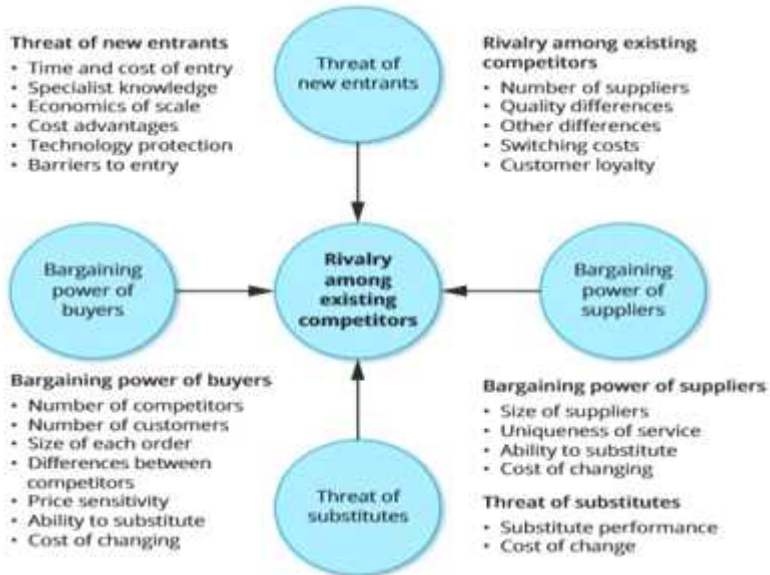 Threat of new entrants
• Time and cost of entry
• Specialist knowledge
• Economics of scale
• Cost advantages
• Technology protection
• Barriers to entry
Threat of
new entrants
Rivalry among existing
competitors
• Number of suppliers
• Quality differences
• Other differences
• Switching costs
• Customer loyalty
Bargaining
power of
buyers
Rivalry
among
existing
competitors
Bargaining
power of
suppliers
Bargaining power of buyers
• Number of competitors
• Number of customers
• Size of each order
• Differences between
competitors
• Price sensitivity
• Ability to substitute
• Cost of changing
Threat of
substitutes
Bargaining power of suppliers
• Size of suppliers
• Uniqueness of service
• Ability to substitute
• Cost of changing
Threat of substitutes
• Substitute performance
• Cost of change